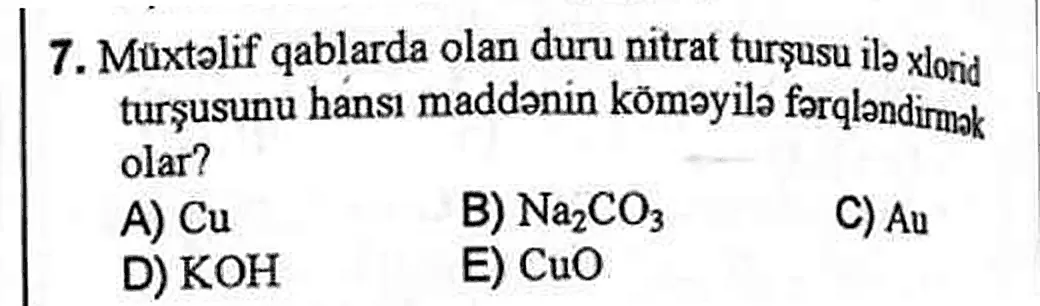 7. Müxtəlif qablarda olan duru nitrat turşusu ilə xlorid
turşusunu hansı maddənin köməyilə fərqləndirmək
olar?
A) Cu B) Na₂CO₃ C) Au
D) KOH E) CuO